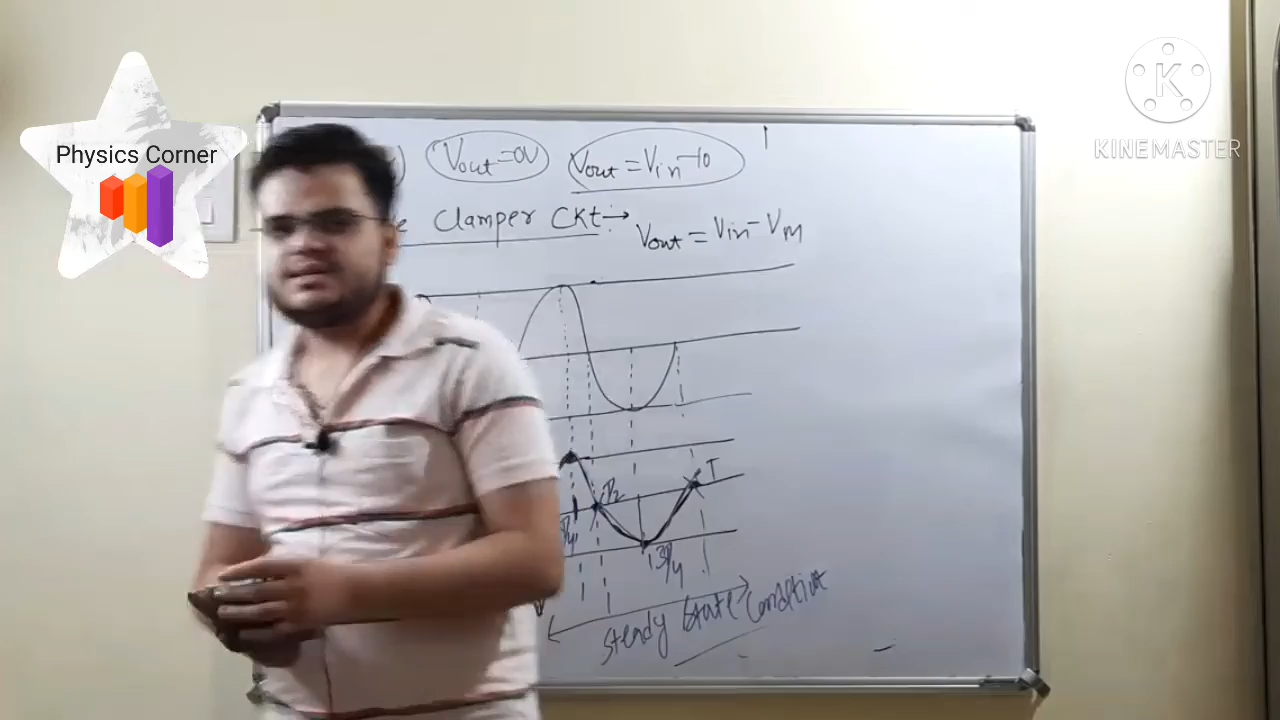 Physics Corner
K
KINEMASTER
) Vout=0V Vout=Vin-10
e Clamper CKt:→ Vout=Vin-VM
T
3T/4
Steady State Condition